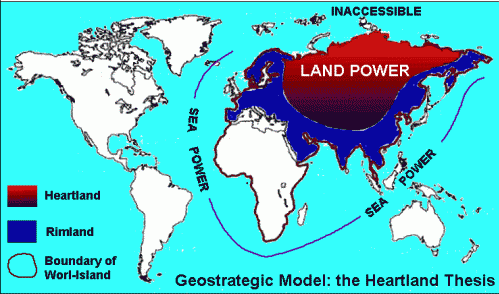 INACCESSIBLE
LAND POWER
SEA POWER
SEA POWER
Heartland
Rimland
Boundary of
Worl-Island
Geostrategic Model: the Heartland Thesis